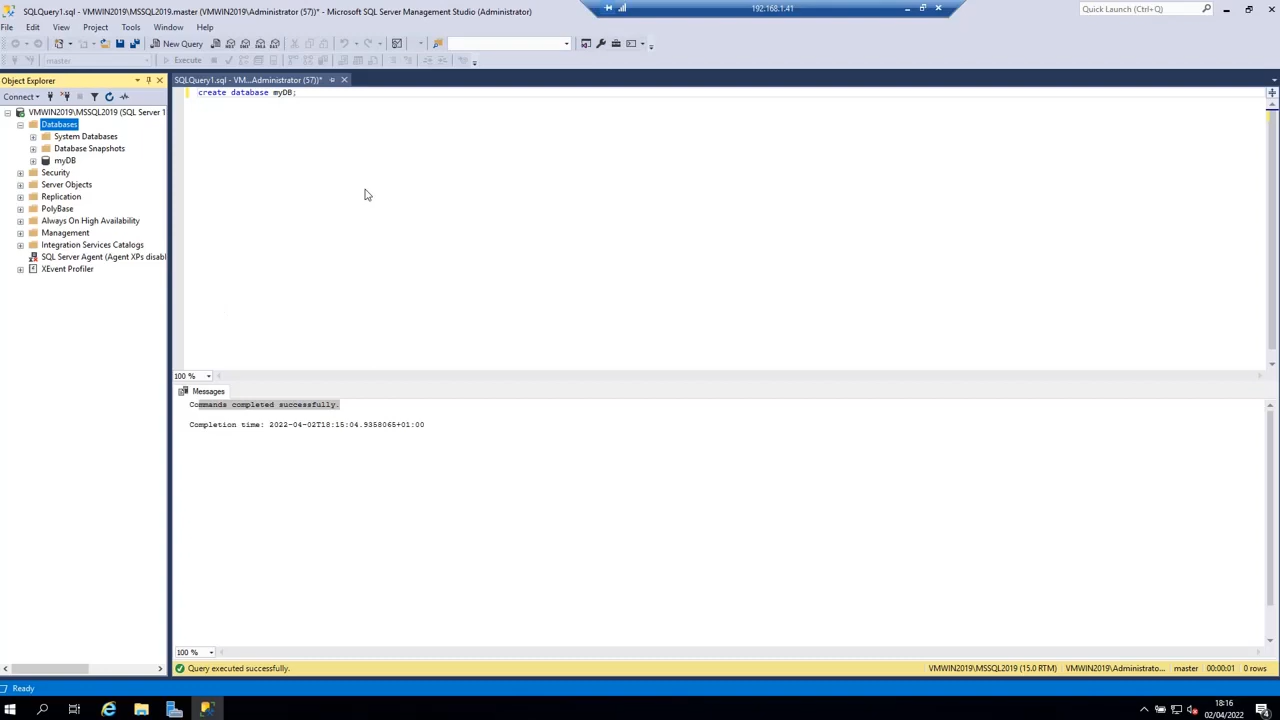 SQLQuery1.sql - VMWIN2019\MSSQL2019.master (VMWIN2019\Administrator (57))* - Microsoft SQL Server Management Studio (Administrator)
192.168.1.41
Quick Launch (Ctrl+Q)
File Edit View Project Tools Window Help
New Query
master Execute
Object Explorer
SQLQuery1.sql - VM...Administrator (57))*
Connect
create database myDB;
VMWIN2019\MSSQL2019 (SQL Server 1
Databases
System Databases
Database Snapshots
myDB
Security
Server Objects
Replication
PolyBase
Always On High Availability
Management
Integration Services Catalogs
SQL Server Agent (Agent XPs disabl
XEvent Profiler
100 %
Messages
Commands completed successfully.
Completion time: 2022-04-02T18:15:04.9358065+01:00
100 %
Query executed successfully.
VMWIN2019\MSSQL2019 (15.0 RTM) VMWIN2019\Administrato... master 00:00:01 0 rows
Ready
18:16
02/04/2022
4